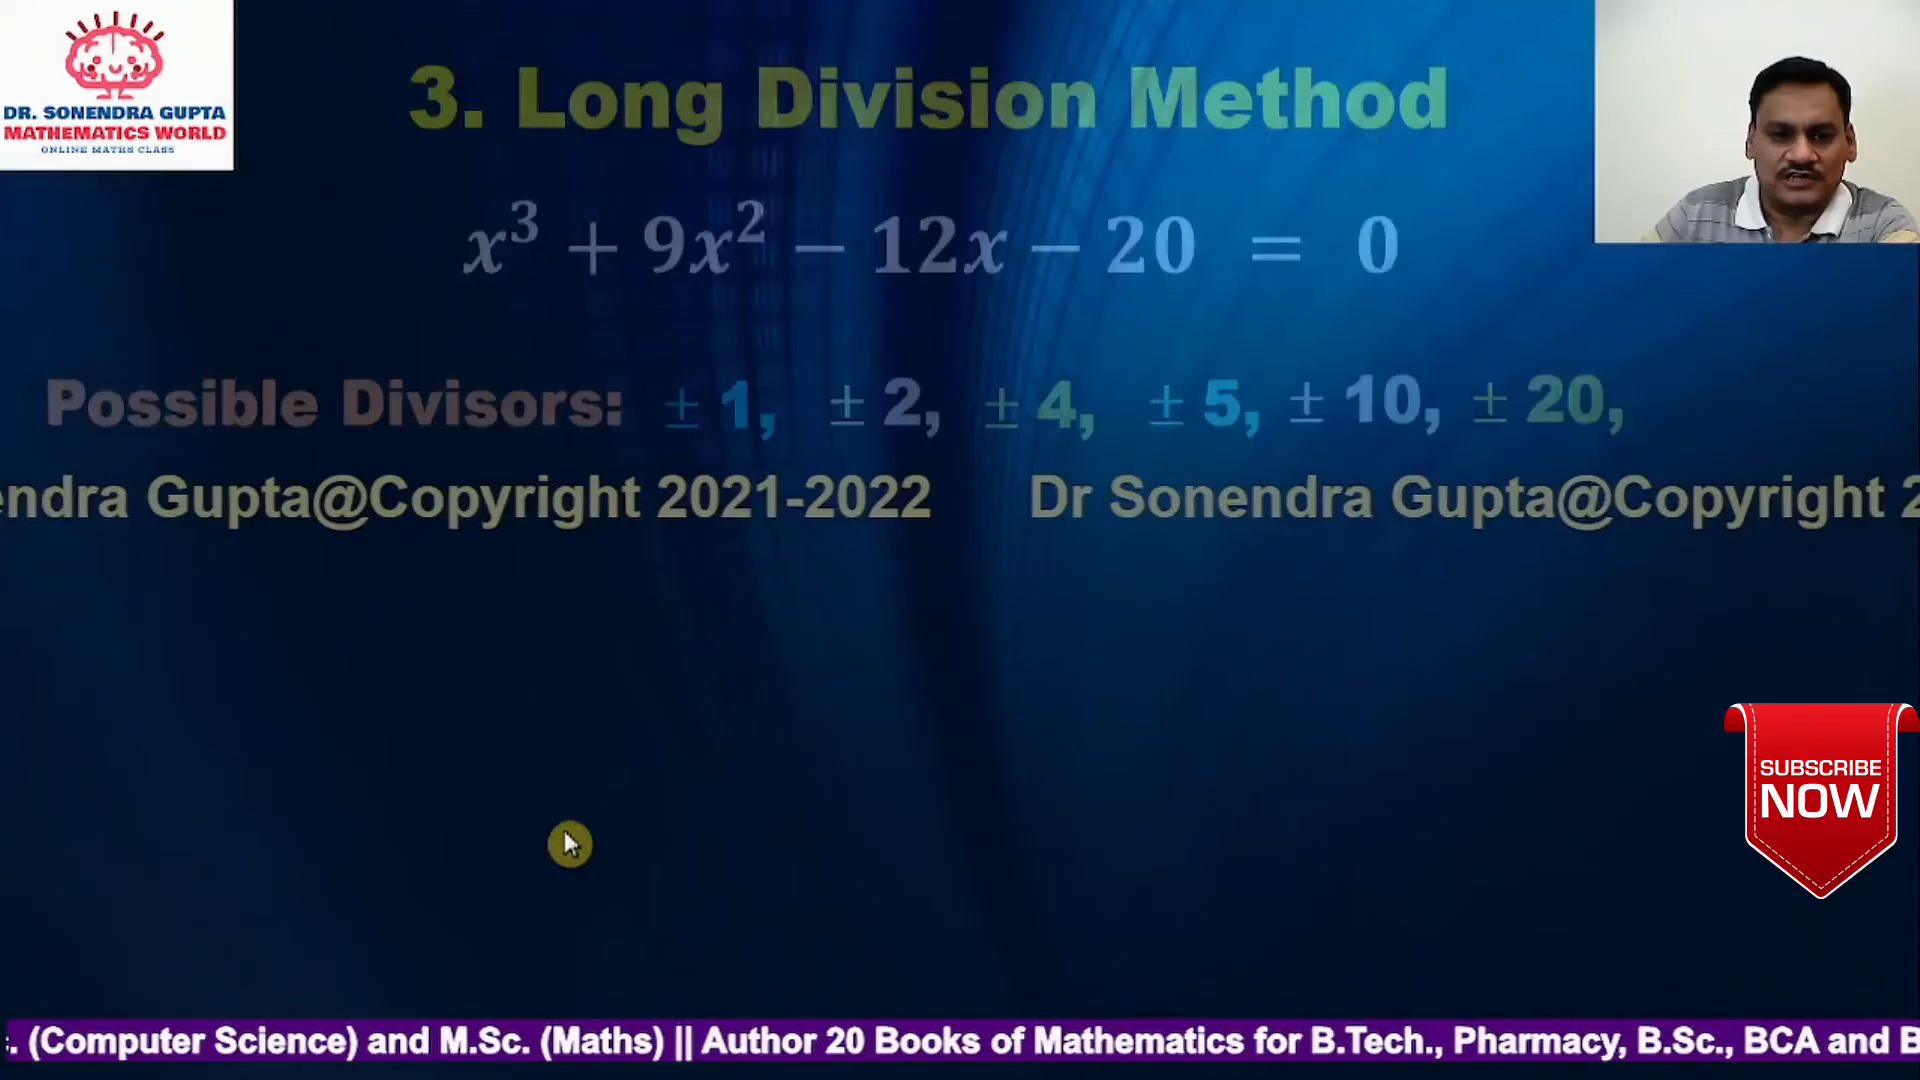 DR. SONENDRA GUPTA
MATHEMATICS WORLD
ONLINE MATHS CLASS
3. Long Division Method
x³ + 9x² − 12x − 20 = 0
Possible Divisors: ± 1, ± 2, ± 4, ± 5, ± 10, ± 20,
endra Gupta@Copyright 2021-2022 Dr Sonendra Gupta@Copyright 2
SUBSCRIBE
NOW
. (Computer Science) and M.Sc. (Maths) || Author 20 Books of Mathematics for B.Tech., Pharmacy, B.Sc., BCA and B